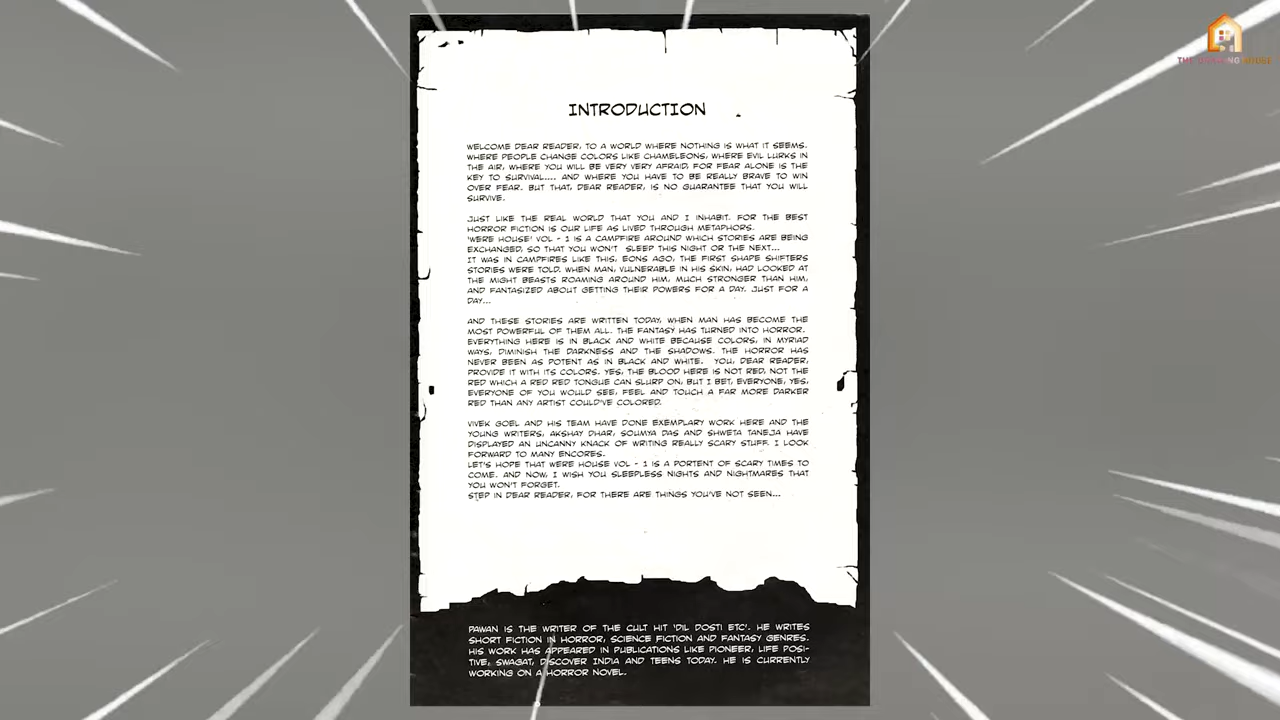 INTRODUCTION
WELCOME DEAR READER, TO A WORLD WHERE NOTHING IS WHAT IT SEEMS.
WHERE PEOPLE CHANGE COLORS LIKE CHAMELEONS, WHERE EVIL LURKS IN
THE AIR, WHERE YOU WILL BE VERY VERY AFRAID, FOR FEAR ALONE IS THE
KEY TO SURVIVAL.... AND WHERE YOU HAVE TO BE REALLY BRAVE TO WIN
OVER FEAR. BUT THAT, DEAR READER, IS NO GUARANTEE THAT YOU WILL
SURVIVE.
JUST LIKE THE REAL WORLD THAT YOU AND I INHABIT. FOR THE BEST
HORROR FICTION IS OUR LIFE AS LIVED THROUGH METAPHORS.
'WERE HOUSE' VOL - 1 IS A CAMPFIRE AROUND WHICH STORIES ARE BEING
EXCHANGED, SO THAT YOU WON'T SLEEP THIS NIGHT OR THE NEXT...
IT WAS IN CAMPFIRES LIKE THIS, EONS AGO, THE FIRST SHAPE SHIFTERS
STORIES WERE TOLD. WHEN MAN, VULNERABLE IN HIS SKIN, HAD LOOKED AT
THE MIGHT BEASTS ROAMING AROUND HIM, MUCH STRONGER THAN HIM,
AND FANTASIZED ABOUT GETTING THEIR POWERS FOR A DAY. JUST FOR A
DAY...
AND THESE STORIES ARE WRITTEN TODAY, WHEN MAN HAS BECOME THE
MOST POWERFUL OF THEM ALL. THE FANTASY HAS TURNED INTO HORROR.
EVERYTHING HERE IS IN BLACK AND WHITE BECAUSE COLORS, IN MYRIAD
WAYS, DIMINISH THE DARKNESS AND THE SHADOWS. THE HORROR HAS
NEVER BEEN AS POTENT AS IN BLACK AND WHITE. YOU, DEAR READER,
PROVIDE IT WITH ITS COLORS. YES, THE BLOOD HERE IS NOT RED, NOT THE
RED WHICH A RED RED TONGUE CAN SLURP ON, BUT I BET, EVERYONE, YES,
EVERYONE OF YOU WOULD SEE, FEEL AND TOUCH A FAR MORE DARKER
RED THAN ANY ARTIST COULD'VE COLORED.
VIVEK GOEL AND HIS TEAM HAVE DONE EXEMPLARY WORK HERE AND THE
YOUNG WRITERS, AKSHAY DHAR, SOUMYA DAS AND SHWETA TANEJA HAVE
DISPLAYED AN UNCANNY KNACK OF WRITING REALLY SCARY STUFF. I LOOK
FORWARD TO MANY ENCORES.
LET'S HOPE THAT WERE HOUSE VOL - 1 IS A PORTENT OF SCARY TIMES TO
COME. AND NOW, I WISH YOU SLEEPLESS NIGHTS AND NIGHTMARES THAT
YOU WON'T FORGET.
STEP IN DEAR READER, FOR THERE ARE THINGS YOU'VE NOT SEEN...
PAWAN IS THE WRITER OF THE CULT HIT 'DIL DOSTI ETC'. HE WRITES
SHORT FICTION IN HORROR, SCIENCE FICTION AND FANTASY GENRES.
HIS WORK HAS APPEARED IN PUBLICATIONS LIKE PIONEER, LIFE POSI-
TIVE, SWAGAT, DISCOVER INDIA AND TEENS TODAY. HE IS CURRENTLY
WORKING ON A HORROR NOVEL.